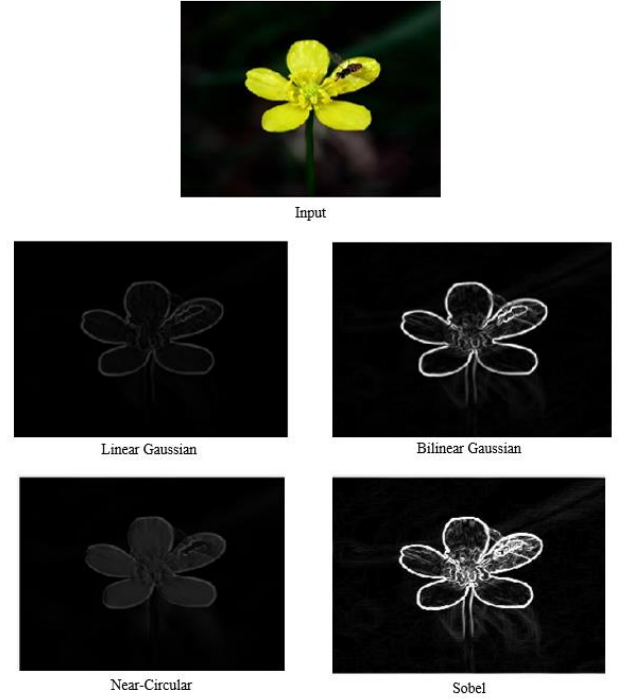 Input
Linear Gaussian
Bilinear Gaussian
Near-Circular
Sobel